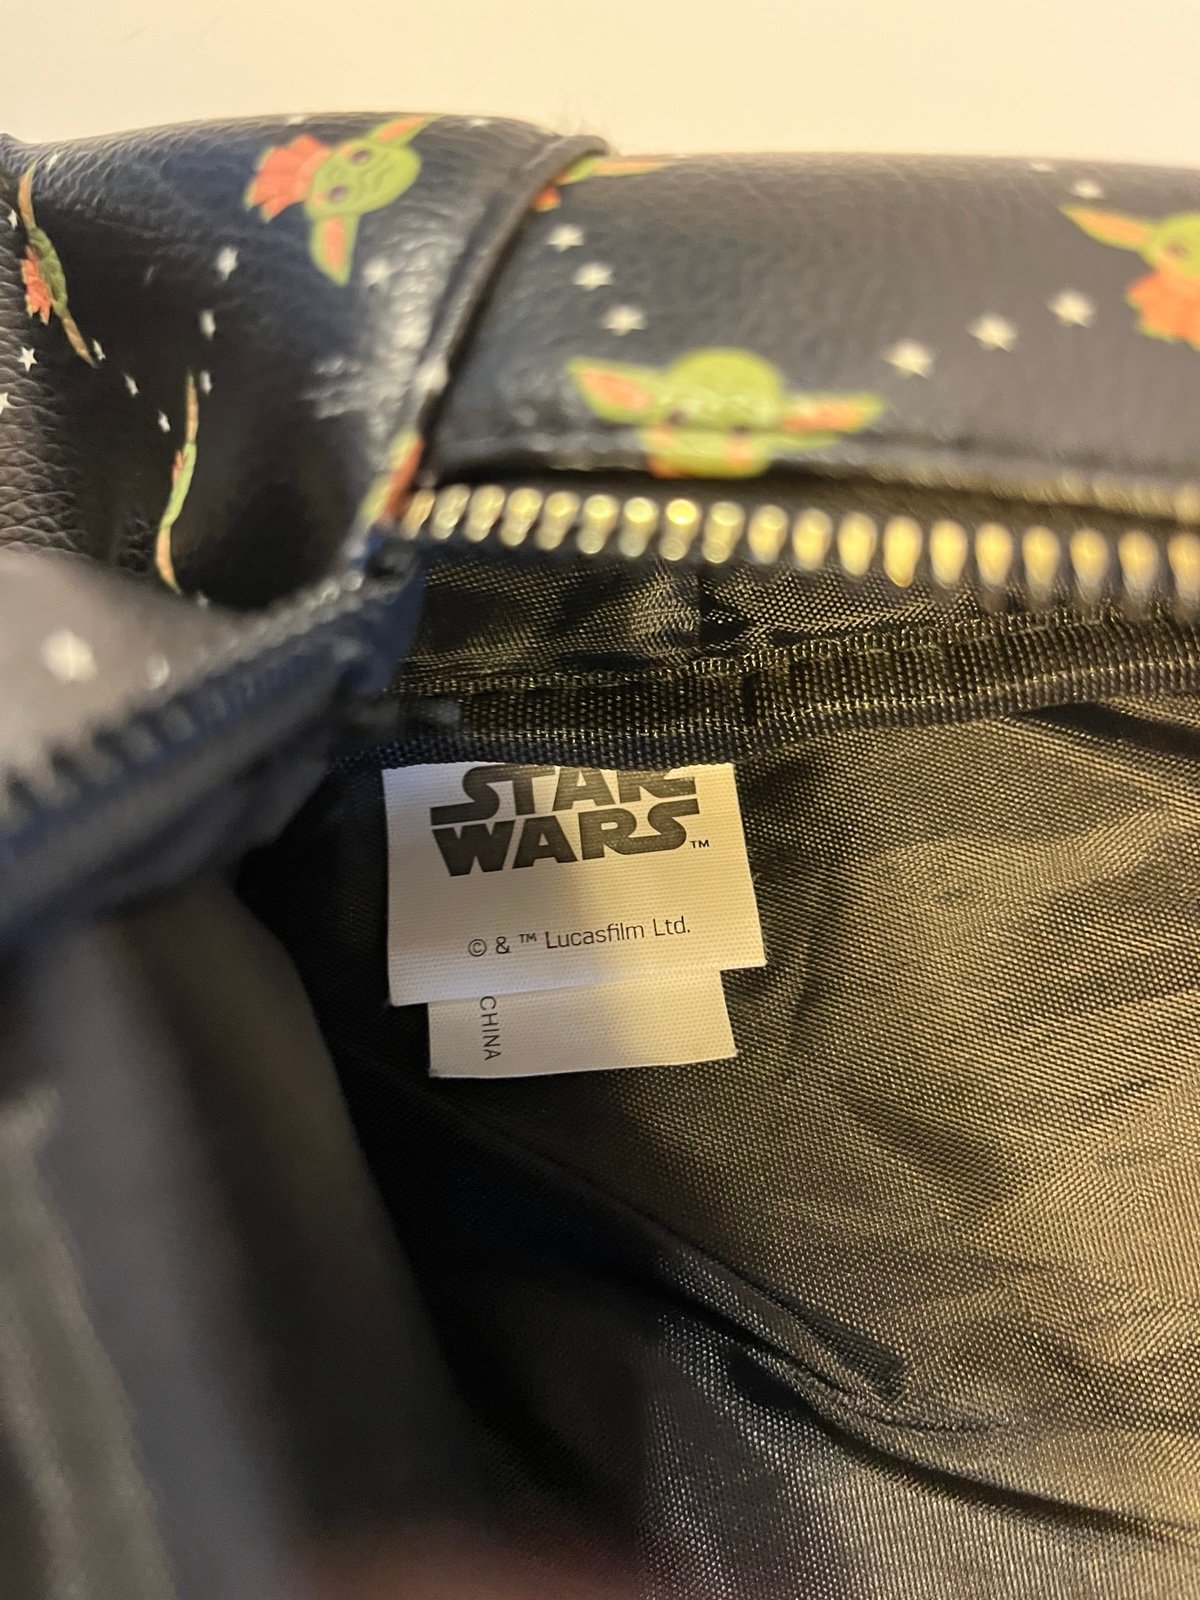 STAR
WARS™
© & ™ Lucasfilm Ltd.
CHINA